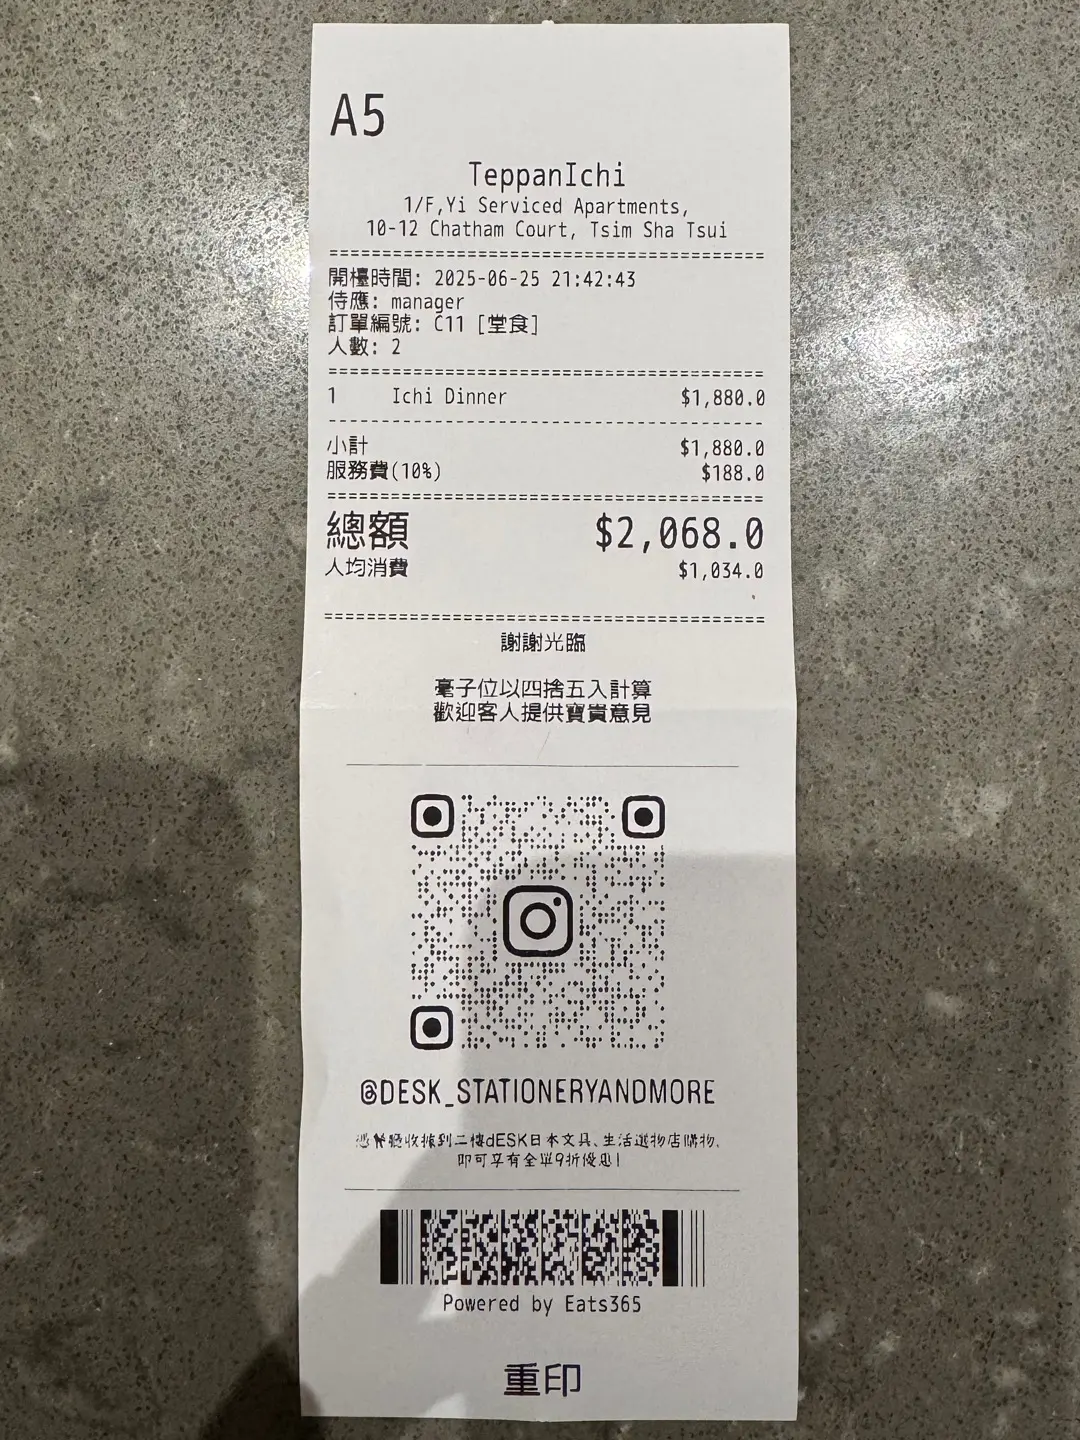 A5
TeppanIchi
1/F,Yi Serviced Apartments,
10-12 Chatham Court, Tsim Sha Tsui
開檯時間: 2025-06-25 21:42:43
侍應: manager
訂單編號: C11 [堂食]
人數: 2
1 Ichi Dinner $1,880.0
小計 $1,880.0
服務費(10%) $188.0
總額 $2,068.0
人均消費 $1,034.0
謝謝光臨
毫子位以四捨五入計算
歡迎客人提供寶貴意見
@DESK_STATIONERYANDMORE
憑餐廳收據到二樓dESK日本文具、生活選物店購物,
即可享有全單9折優惠!
Powered by Eats365
重印